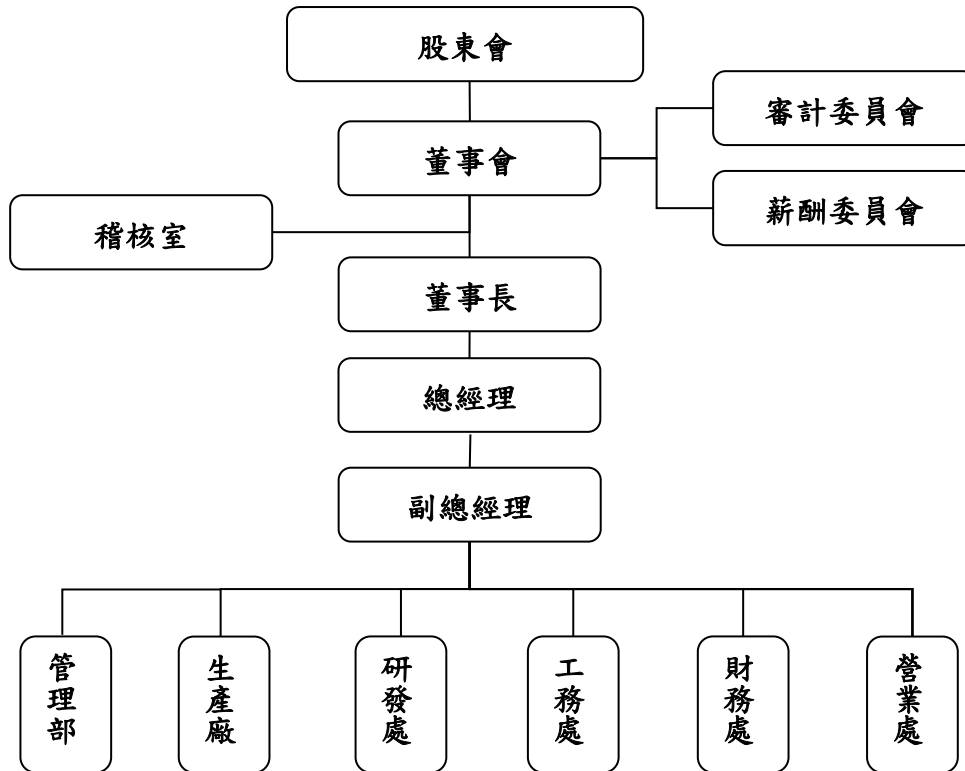 股東會
審計委員會
董事會
薪酬委員會
稽核室
董事長
總經理
副總經理
管理部
生產廠
研發處
工務處
財務處
營業處